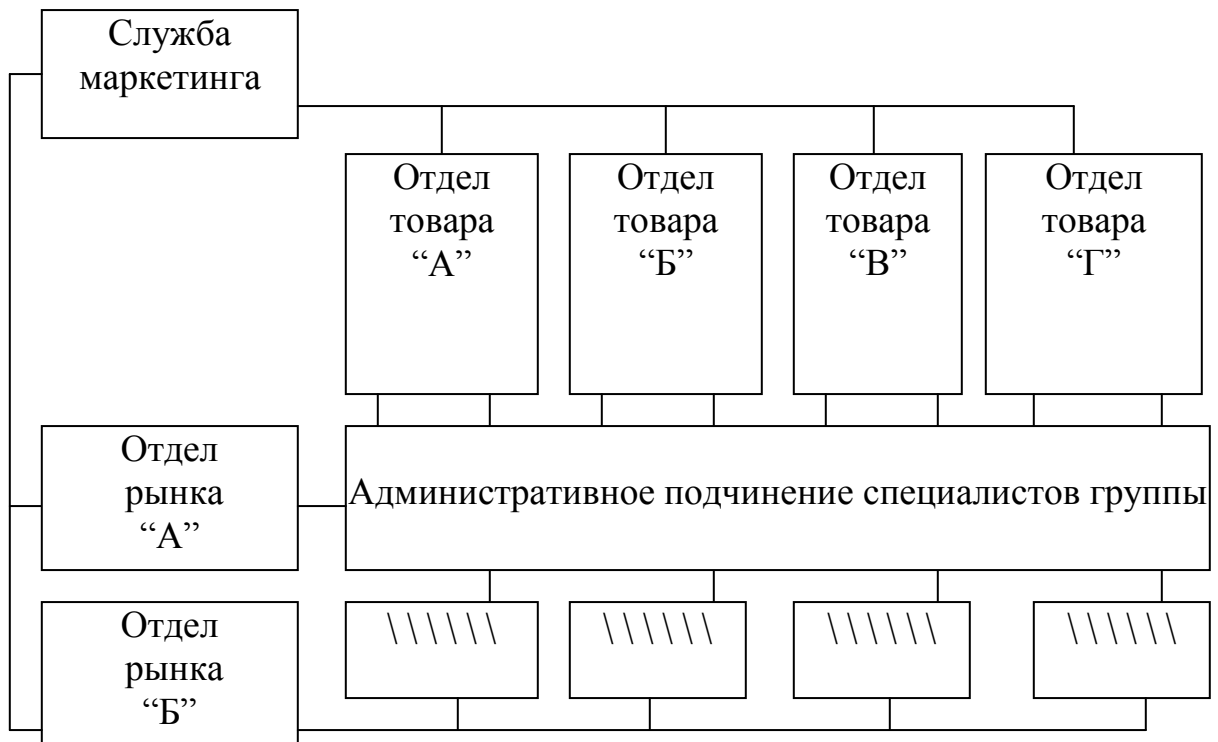 Служба
маркетинга
Отдел
товара
“А”
Отдел
товара
“Б”
Отдел
товара
“В”
Отдел
товара
“Г”
Отдел
рынка
“А”
Административное подчинение специалистов группы
Отдел
рынка
“Б”
\ \ \ \ \ \
\ \ \ \ \ \
\ \ \ \ \ \
\ \ \ \ \ \